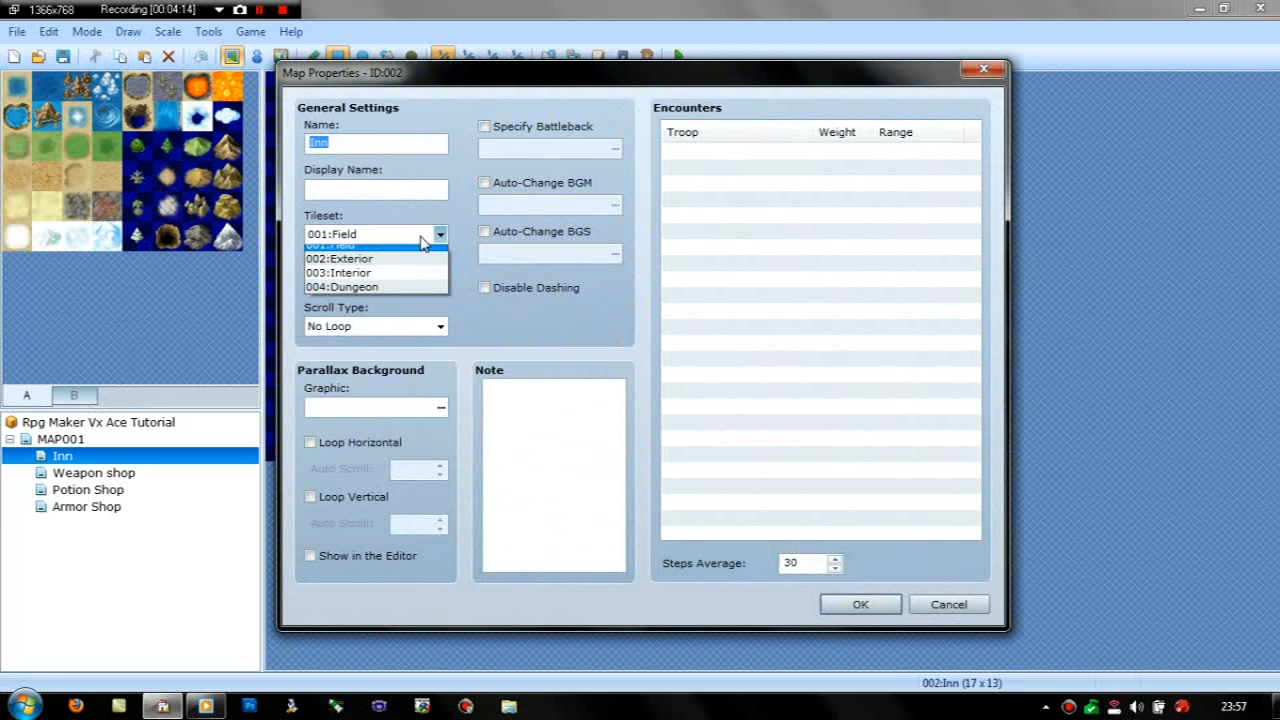 1366x768 Recording [00:04:14]
File Edit Mode Draw Scale Tools Game Help
Map Properties - ID:002
General Settings
Name:
Inn
Display Name:
Tileset:
001:Field
001:Field
002:Exterior
003:Interior
004:Dungeon
Scroll Type:
No Loop
Specify Battleback
...
Auto-Change BGM
...
Auto-Change BGS
...
Disable Dashing
Encounters
Troop Weight Range
Parallax Background
Graphic:
...
Loop Horizontal
Auto Scroll:
Loop Vertical
Auto Scroll:
Show in the Editor
Note
Steps Average: 30
OK Cancel
A B
Rpg Maker Vx Ace Tutorial
MAP001
Inn
Weapon shop
Potion Shop
Armor Shop
002:Inn (17 x 13)
23:57